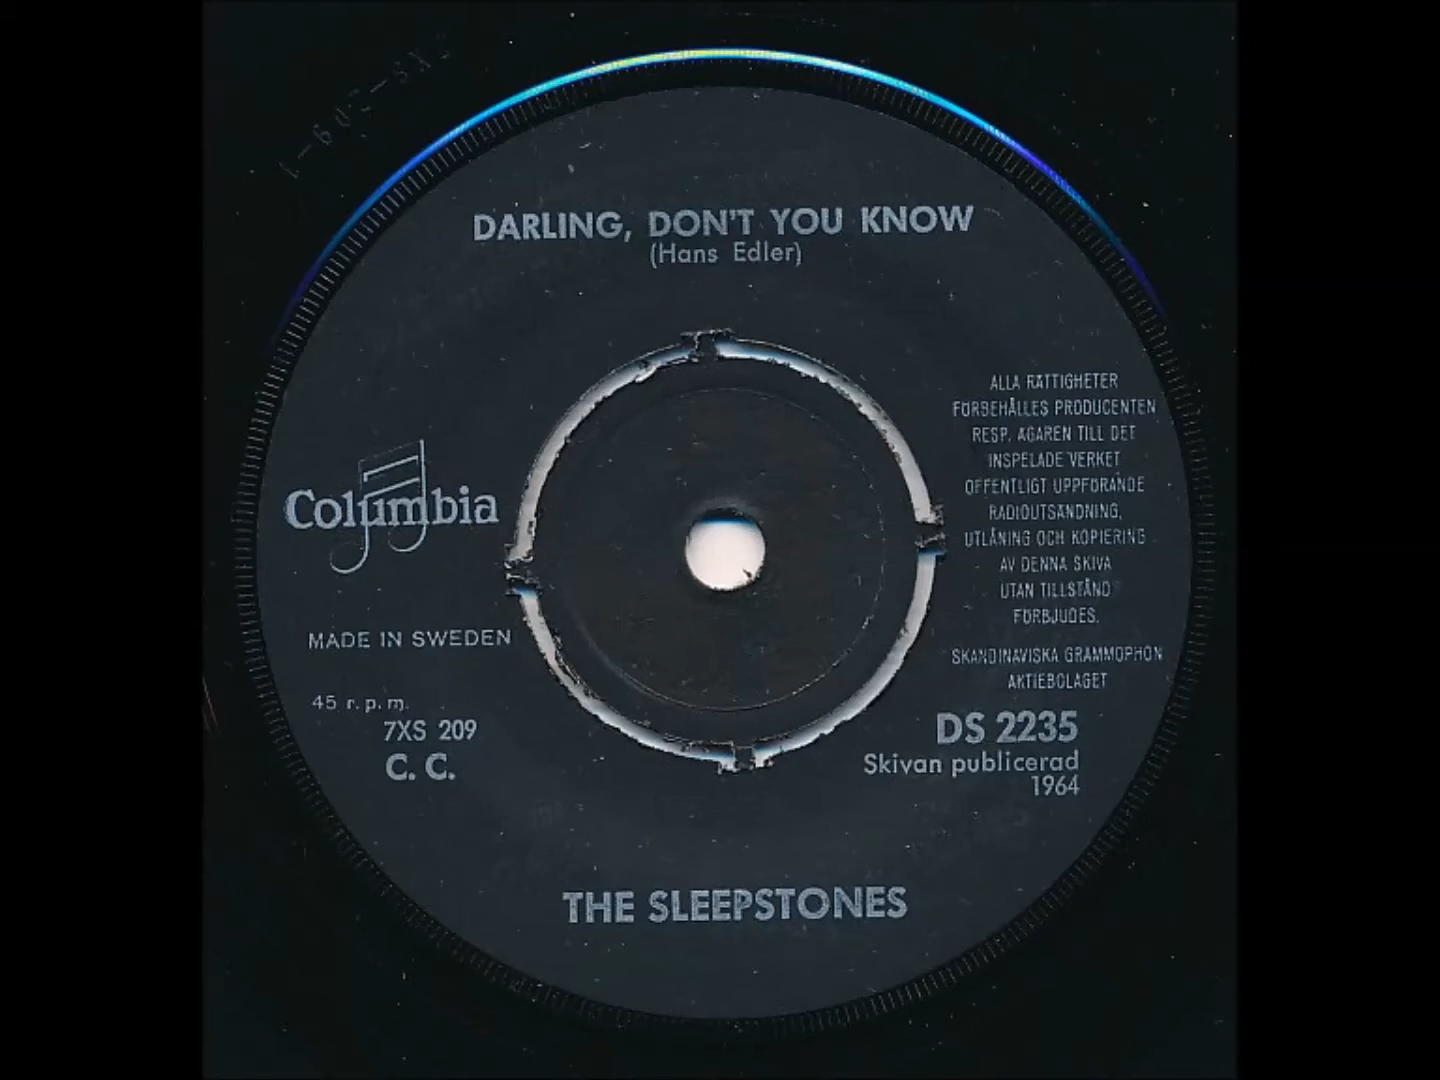 DARLING, DON'T YOU KNOW
(Hans Edler)
Columbia
MADE IN SWEDEN
45 r.p.m.
7XS 209
C. C.
ALLA RÄTTIGHETER
FÖRBEHÅLLES PRODUCENTEN
RESP. ÄGAREN TILL DET
INSPELADE VERKET
OFFENTLIGT UPPFÖRANDE
RADIOUTSÄNDNING,
UTLÅNING OCH KOPIERING
AV DENNA SKIVA
UTAN TILLSTÅND
FÖRBJUDES.
SKANDINAVISKA GRAMMOPHON
AKTIEBOLAGET
DS 2235
Skivan publicerad
1964
THE SLEEPSTONES